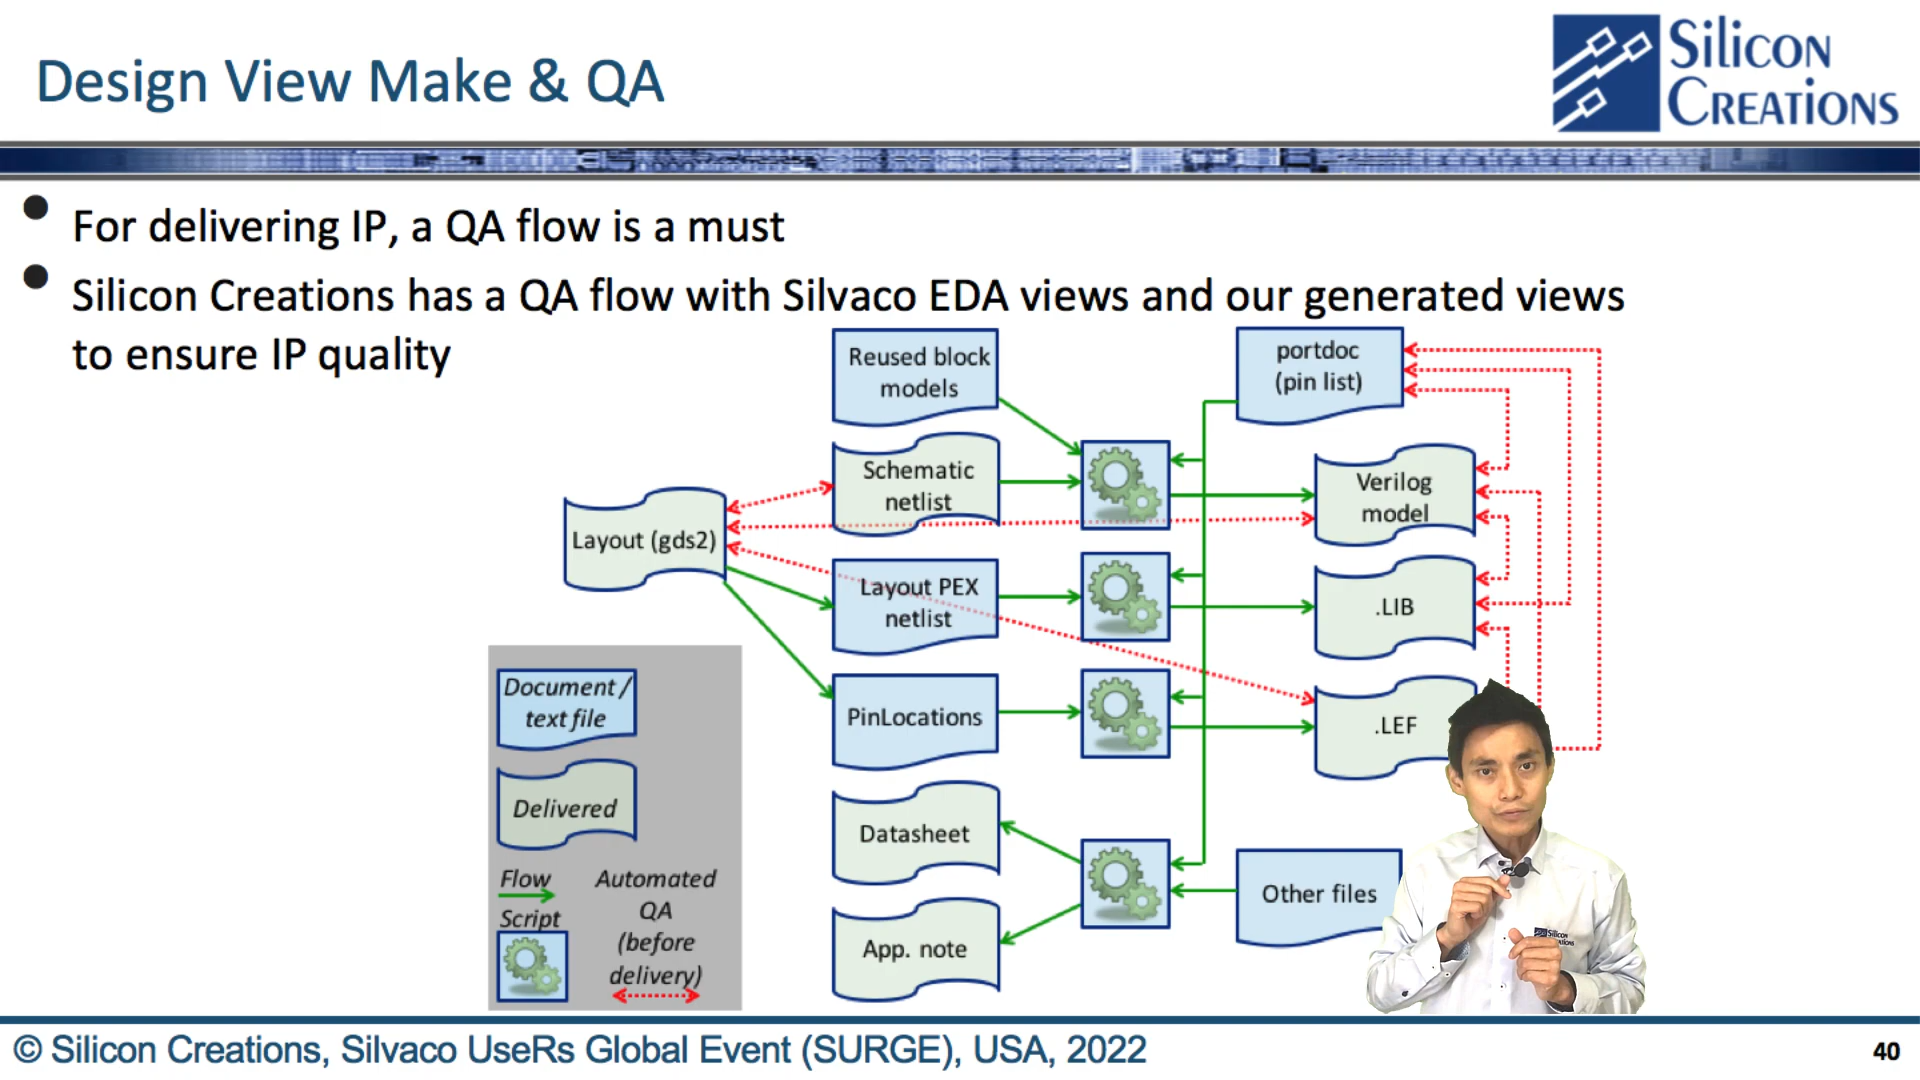 Design View Make & QA
Silicon
Creations
• For delivering IP, a QA flow is a must
• Silicon Creations has a QA flow with Silvaco EDA views and our generated views
to ensure IP quality
Reused block
models
portdoc
(pin list)
Schematic
netlist
Verilog
model
Layout (gds2)
Layout PEX
netlist
.LIB
PinLocations
.LEF
Document /
text file
Delivered
Datasheet
Flow
Script
Automated
QA
(before
delivery)
Other files
App. note
Silicon
© Silicon Creations, Silvaco UseRs Global Event (SURGE), USA, 2022
40